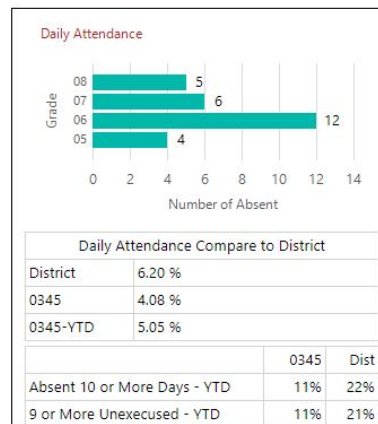 Daily Attendance
Grade
08 5
07 6
06 12
05 4
0 2 4 6 8 10 12 14
Number of Absent
Daily Attendance Compare to District
District 6.20 %
0345 4.08 %
0345-YTD 5.05 %
0345 Dist
Absent 10 or More Days - YTD 11% 22%
9 or More Unexecused - YTD 11% 21%